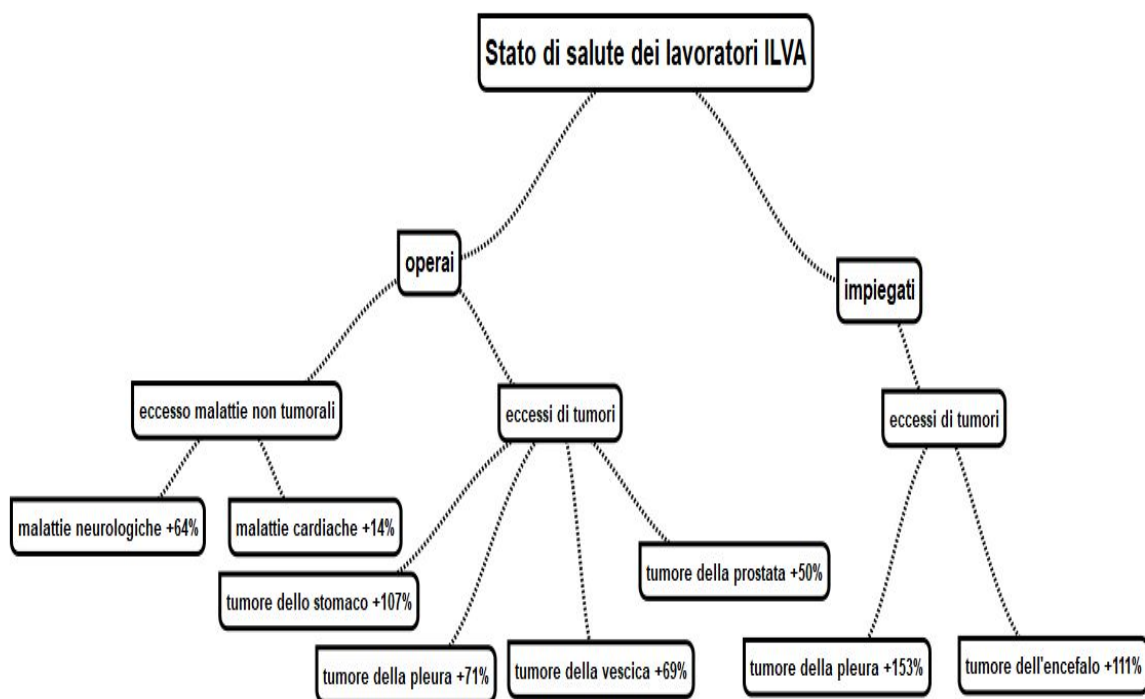 Stato di salute dei lavoratori ILVA
operai
impiegati
eccesso malattie non tumorali
eccessi di tumori
eccessi di tumori
malattie neurologiche +64%
malattie cardiache +14%
tumore dello stomaco +107%
tumore della pleura +71%
tumore della vescica +69%
tumore della prostata +50%
tumore della pleura +153%
tumore dell'encefalo +111%